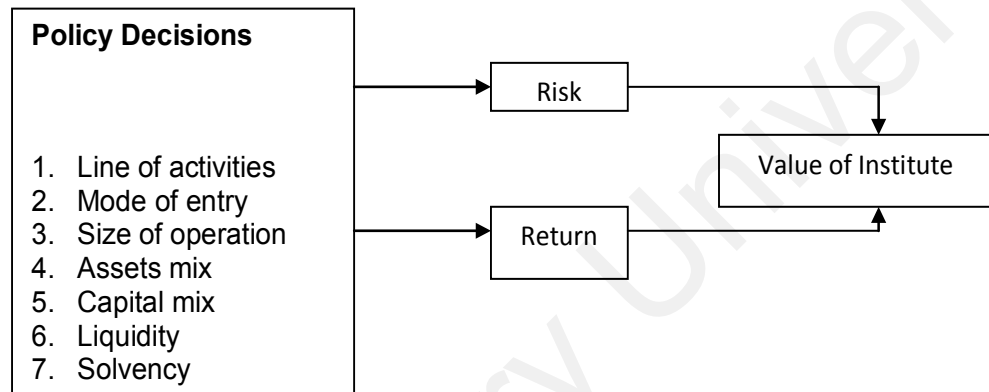 Policy Decisions
1. Line of activities
2. Mode of entry
3. Size of operation
4. Assets mix
5. Capital mix
6. Liquidity
7. Solvency
Risk
Return
Value of Institute